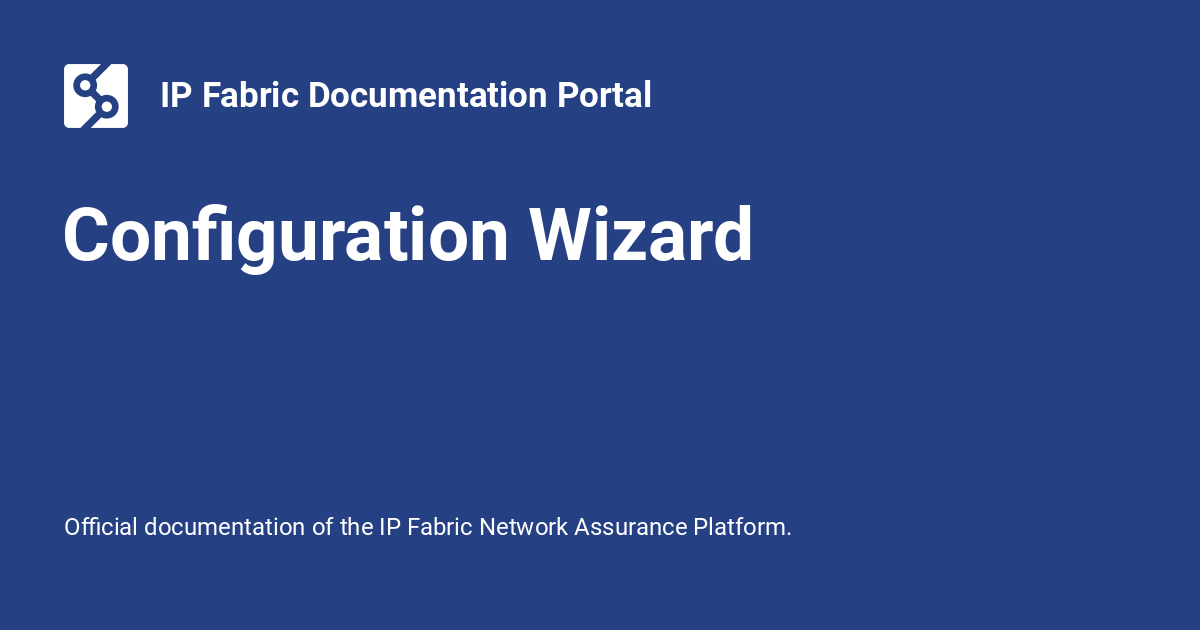 IP Fabric Documentation Portal
Configuration Wizard
Official documentation of the IP Fabric Network Assurance Platform.